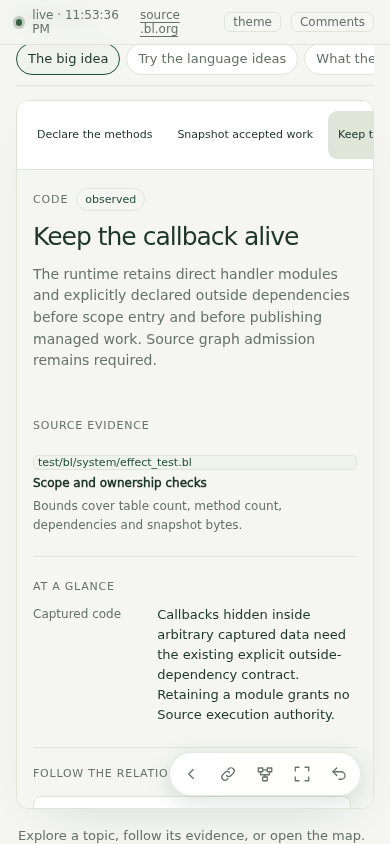 live · 11:53:36 PM
source .bl.org
theme
Comments
The big idea
Try the language ideas
What the
Declare the methods
Snapshot accepted work
Keep t
CODE
observed
Keep the callback alive
The runtime retains direct handler modules
and explicitly declared outside dependencies
before scope entry and before publishing
managed work. Source graph admission
remains required.
SOURCE EVIDENCE
test/bl/system/effect_test.bl
Scope and ownership checks
Bounds cover table count, method count,
dependencies and snapshot bytes.
AT A GLANCE
Captured code
Callbacks hidden inside
arbitrary captured data need
the existing explicit outside-
dependency contract.
Retaining a module grants no
Source execution authority.
FOLLOW THE RELATIO
Explore a topic, follow its evidence, or open the map.